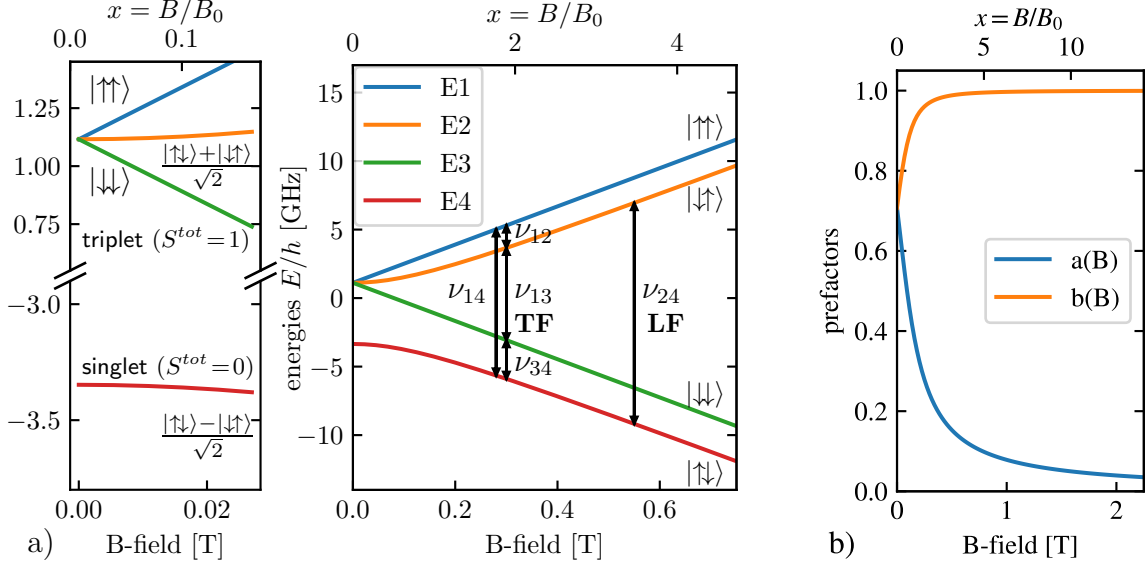 x = B/B₀
0.0 0.1
1.25
1.00
0.75
−3.0
−3.5
0.00 0.02
B-field [T]
|↑↑⟩
(|↑↓⟩+|↓↑⟩)/√2
|↓↓⟩
triplet (Sᵗᵒᵗ=1)
singlet (Sᵗᵒᵗ=0)
(|↑↓⟩−|↓↑⟩)/√2
a)
x = B/B₀
0 2 4
energies E/h [GHz]
15
10
5
0
−5
−10
E1
E2
E3
E4
|↑↑⟩
|↓↑⟩
ν₁₂
ν₁₄ ν₁₃ ν₂₄
TF LF
ν₃₄
|↓↓⟩
|↑↓⟩
0.0 0.2 0.4 0.6
B-field [T]
x = B/B₀
0 5 10
prefactors
1.0
0.8
0.6
0.4
0.2
0.0
a(B)
b(B)
0 1 2
B-field [T]
b)